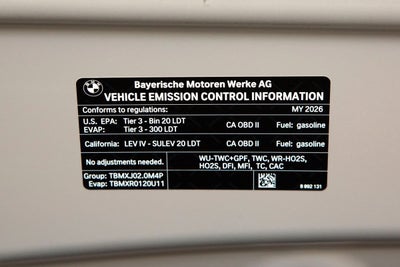 BMW
Bayerische Motoren Werke AG
VEHICLE EMISSION CONTROL INFORMATION
Conforms to regulations: MY 2026
U.S. EPA: Tier 3 - Bin 20 LDT CA OBD II Fuel: gasoline
EVAP: Tier 3 - 300 LDT
California: LEV IV - SULEV 20 LDT CA OBD II Fuel: gasoline
No adjustments needed.
WU-TWC+GPF, TWC, WR-HO2S,
HO2S, DFI, MFI, TC, CAC
Group: TBMXJ02.0M4P
Evap: TBMXR0120U11
8 992 131